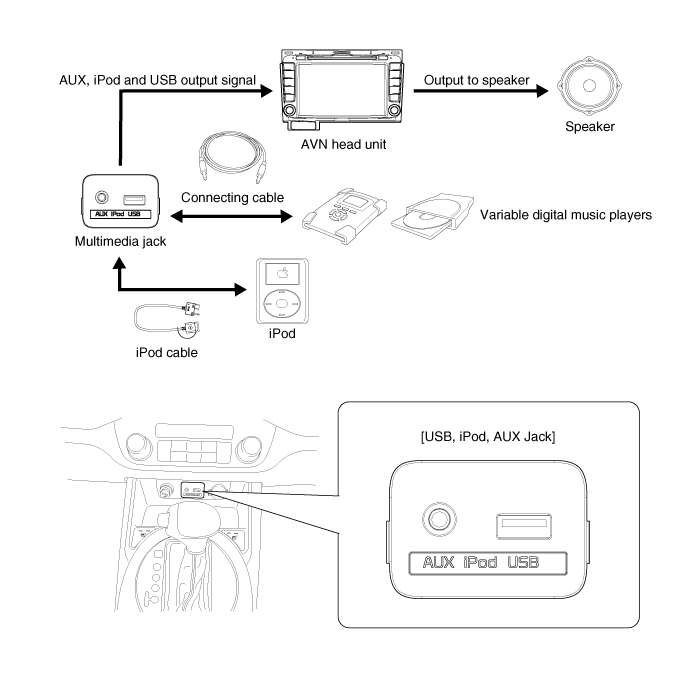 AUX, iPod and USB output signal
Output to speaker
AVN head unit
Speaker
Connecting cable
AUX iPod USB
Variable digital music players
Multimedia jack
iPod
iPod cable
[USB, iPod, AUX Jack]
AUX iPod USB